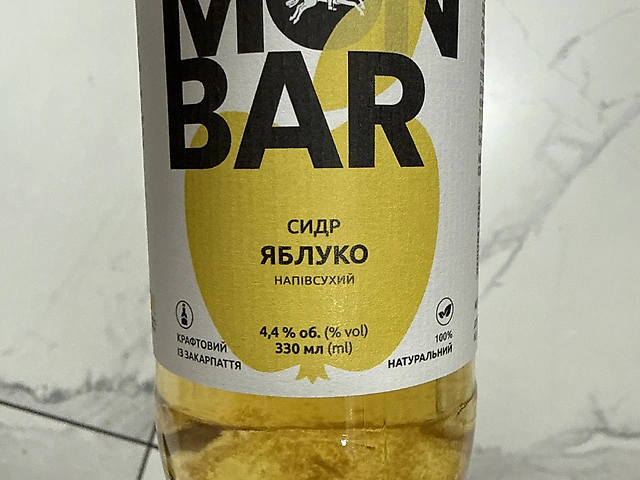 MON
BAR
СИДР
ЯБЛУКО
НАПІВСУХИЙ
4,4 % об. (% vol)
330 мл (ml)
КРАФТОВИЙ
ІЗ ЗАКАРПАТТЯ
100%
НАТУРАЛЬНИЙ